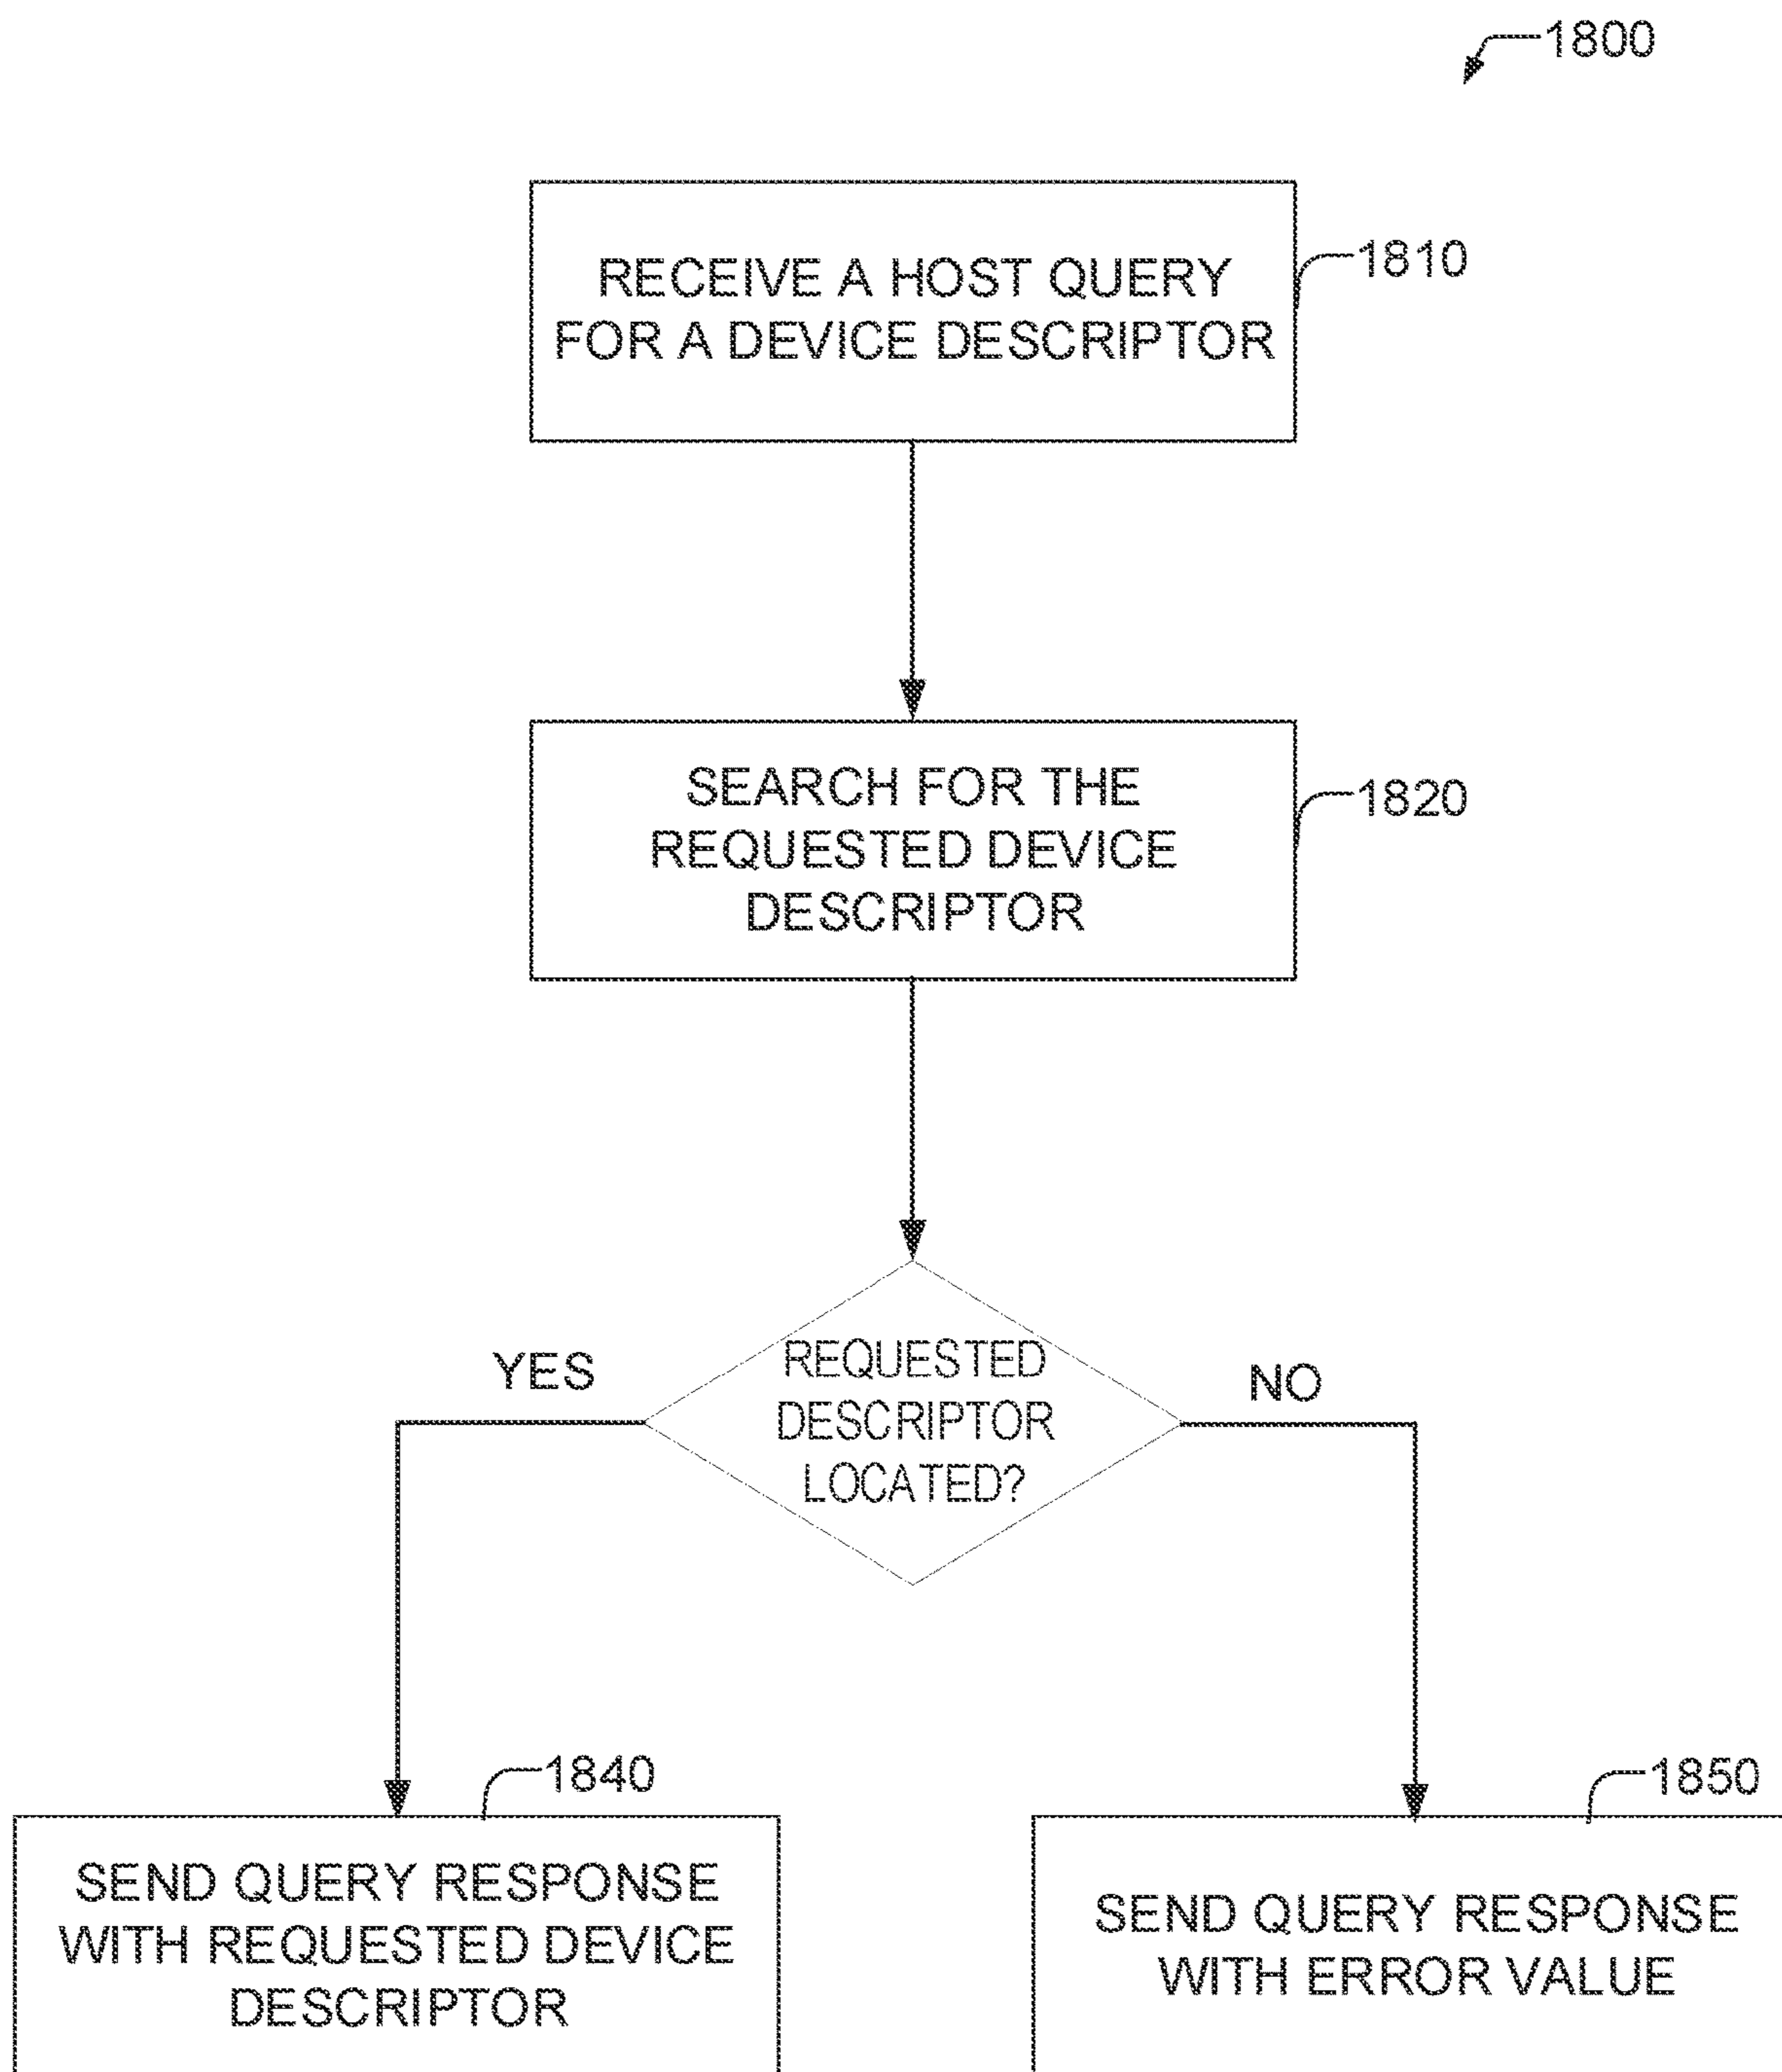 1800
RECEIVE A HOST QUERY
FOR A DEVICE DESCRIPTOR
1810
SEARCH FOR THE
REQUESTED DEVICE
DESCRIPTOR
1820
REQUESTED
DESCRIPTOR
LOCATED?
YES
NO
1840
SEND QUERY RESPONSE
WITH REQUESTED DEVICE
DESCRIPTOR
1850
SEND QUERY RESPONSE
WITH ERROR VALUE